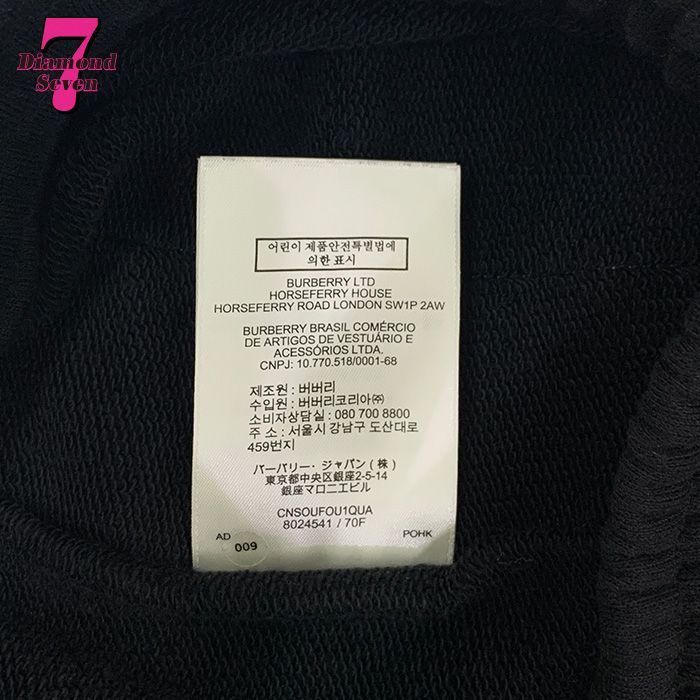 7
Diamond
Seven
어린이 제품안전특별법에
의한 표시
BURBERRY LTD
HORSEFERRY HOUSE
HORSEFERRY ROAD LONDON SW1P 2AW
BURBERRY BRASIL COMÉRCIO
DE ARTIGOS DE VESTUÁRIO E
ACESSÓRIOS LTDA.
CNPJ: 10.770.518/0001-68
제조원 : 버버리
수입원 : 버버리코리아㈜
소비자상담실 : 080 700 8800
주 소 : 서울시 강남구 도산대로
459번지
バーバリー・ジャパン ( 株 )
東京都中央区銀座2-5-14
銀座マロニエビル
CNSOUFOU1QUA
8024541 / 70F
AD
009
POHK